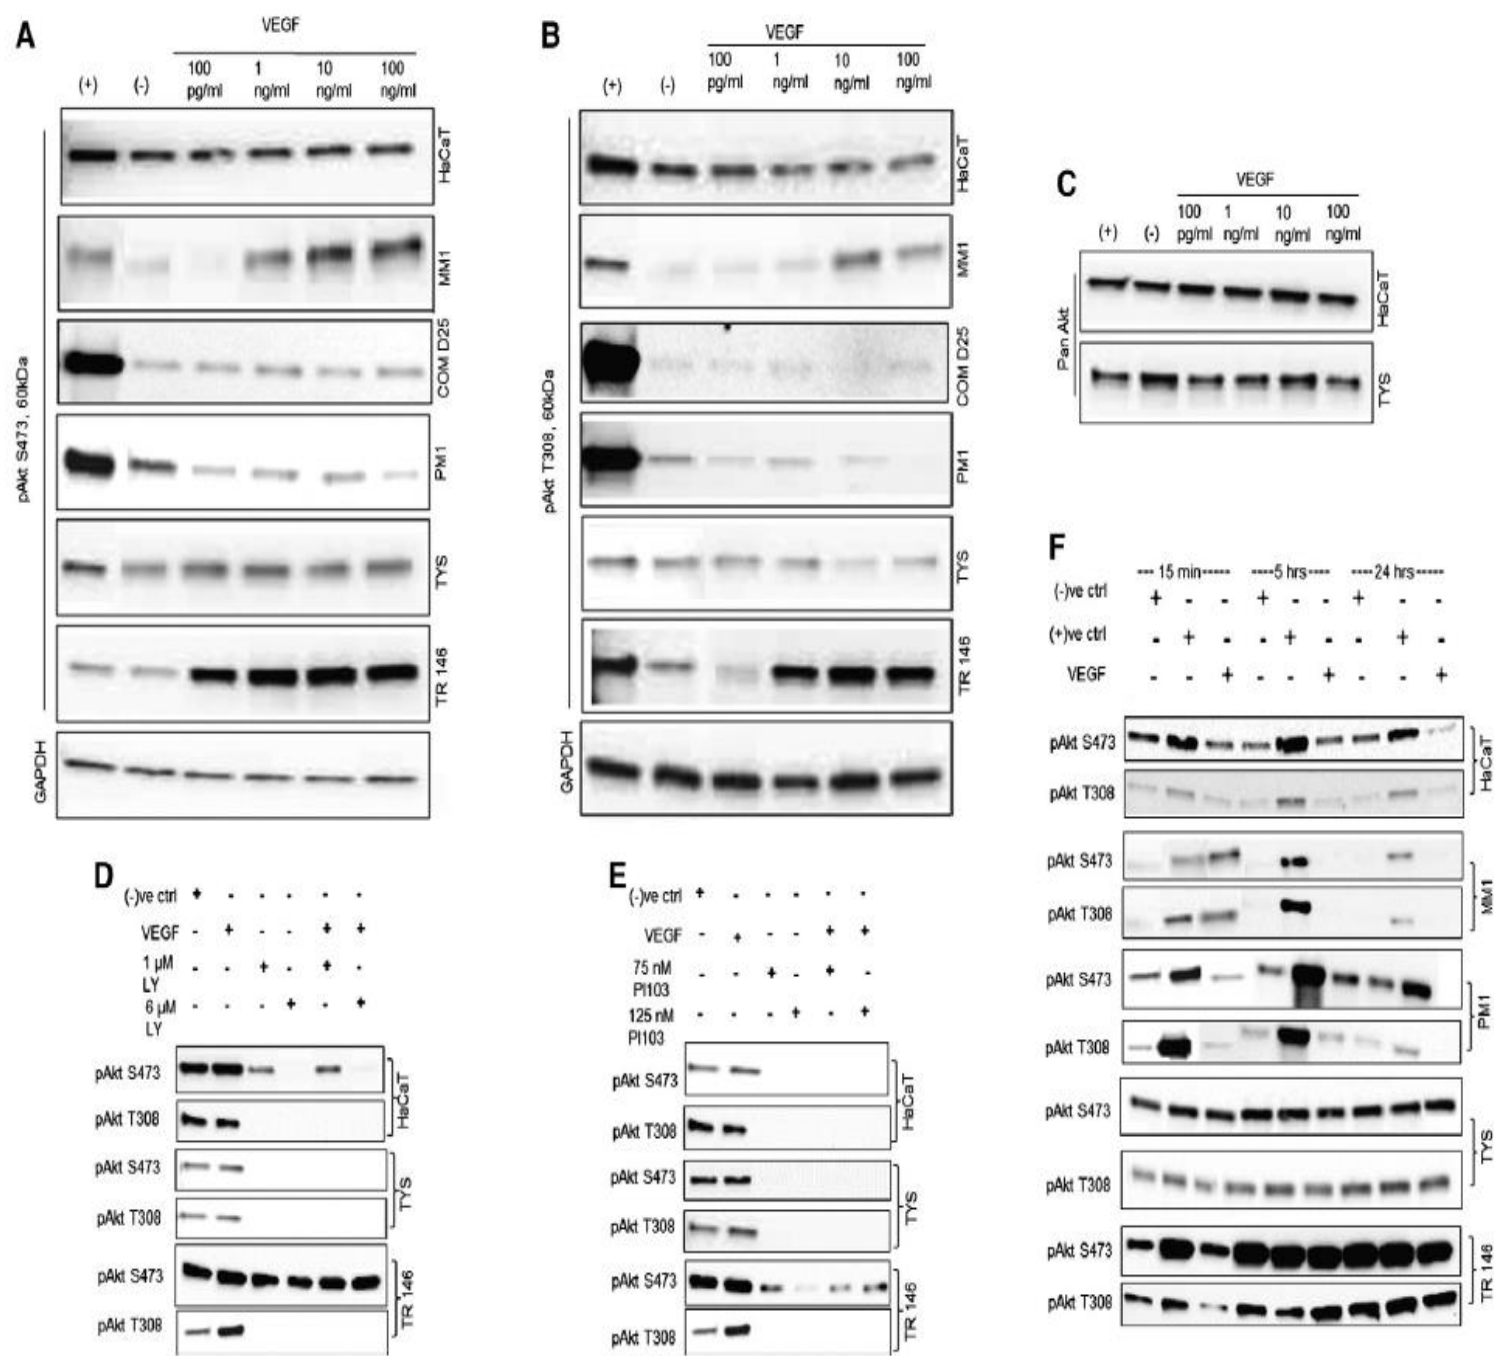 A
VEGF
(+) (-) 100 pg/ml 1 ng/ml 10 ng/ml 100 ng/ml
pAkt S473, 60kDa
HaCaT
MM1
COM D25
PM1
TYS
TR 146
GAPDH
B
VEGF
(+) (-) 100 pg/ml 1 ng/ml 10 ng/ml 100 ng/ml
pAkt T308, 60kDa
HaCaT
MM1
COM D25
PM1
TYS
TR 146
GAPDH
C
VEGF
(+) (-) 100 pg/ml 1 ng/ml 10 ng/ml 100 ng/ml
Pan Akt
HaCaT
TYS
D
(-)ve ctrl + - - - - -
VEGF - + - - + +
1 µM LY - - + - + -
6 µM LY - - - + - +
pAkt S473
pAkt T308
HaCaT
pAkt S473
pAkt T308
TYS
pAkt S473
pAkt T308
TR 146
E
(-)ve ctrl + - - - - -
VEGF - + - - + +
75 nM PI103 - - + - + -
125 nM PI103 - - - + - +
pAkt S473
pAkt T308
HaCaT
pAkt S473
pAkt T308
TYS
pAkt S473
pAkt T308
TR 146
F
--- 15 min----- -----5 hrs---- ----24 hrs-----
(-)ve ctrl + - - + - - + - -
(+)ve ctrl - + - - + - - + -
VEGF - - + - - + - - +
pAkt S473
pAkt T308
HaCaT
pAkt S473
pAkt T308
MM1
pAkt S473
pAkt T308
PM1
pAkt S473
pAkt T308
TYS
pAkt S473
pAkt T308
TR 146